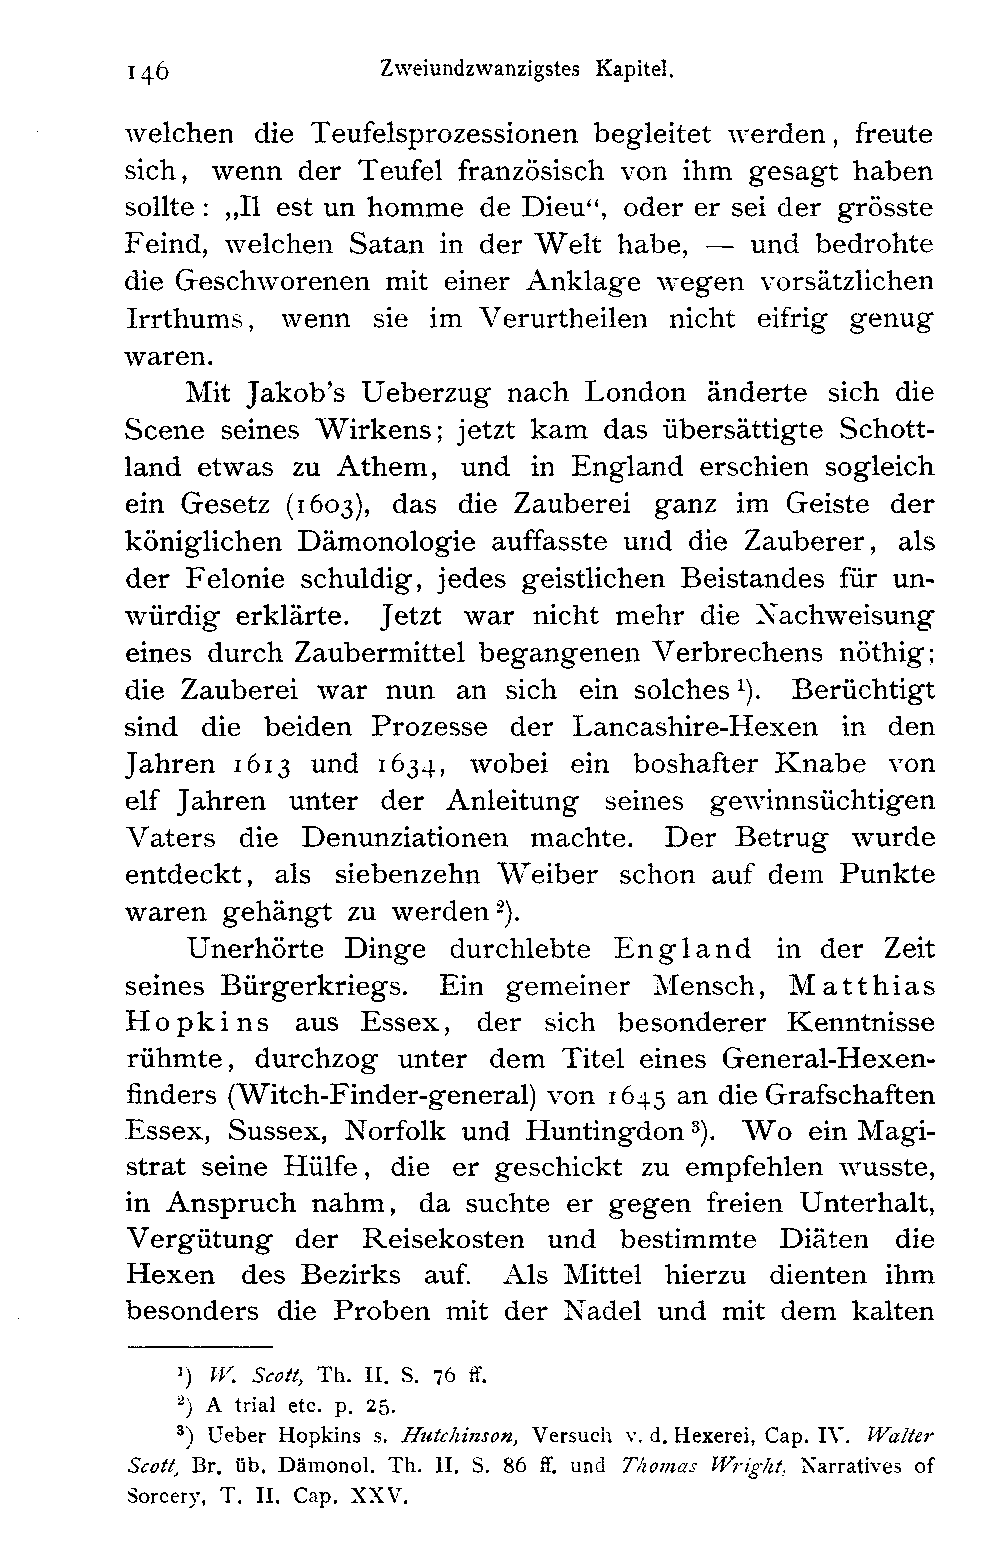 146 Zweiundzwanzigstes Kapitel.
welchen die Teufelsprozessionen begleitet werden, freute
sich, wenn der Teufel französisch von ihm gesagt haben
sollte: „Il est un homme de Dieu“, oder er sei der grösste
Feind, welchen Satan in der Welt habe, — und bedrohte
die Geschworenen mit einer Anklage wegen vorsätzlichen
Irrthums, wenn sie im Verurtheilen nicht eifrig genug
waren.
Mit Jakob's Ueberzug nach London änderte sich die
Scene seines Wirkens; jetzt kam das übersättigte Schott-
land etwas zu Athem, und in England erschien sogleich
ein Gesetz (1603), das die Zauberei ganz im Geiste der
königlichen Dämonologie auffasste und die Zauberer, als
der Felonie schuldig, jedes geistlichen Beistandes für un-
würdig erklärte. Jetzt war nicht mehr die Nachweisung
eines durch Zaubermittel begangenen Verbrechens nöthig;
die Zauberei war nun an sich ein solches ¹). Berüchtigt
sind die beiden Prozesse der Lancashire-Hexen in den
Jahren 1613 und 1634, wobei ein boshafter Knabe von
elf Jahren unter der Anleitung seines gewinnsüchtigen
Vaters die Denunziationen machte. Der Betrug wurde
entdeckt, als siebenzehn Weiber schon auf dem Punkte
waren gehängt zu werden ²).
Unerhörte Dinge durchlebte England in der Zeit
seines Bürgerkriegs. Ein gemeiner Mensch, Matthias
Hopkins aus Essex, der sich besonderer Kenntnisse
rühmte, durchzog unter dem Titel eines General-Hexen-
finders (Witch-Finder-general) von 1645 an die Grafschaften
Essex, Sussex, Norfolk und Huntingdon ³). Wo ein Magi-
strat seine Hülfe, die er geschickt zu empfehlen wusste,
in Anspruch nahm, da suchte er gegen freien Unterhalt,
Vergütung der Reisekosten und bestimmte Diäten die
Hexen des Bezirks auf. Als Mittel hierzu dienten ihm
besonders die Proben mit der Nadel und mit dem kalten
¹) W. Scott, Th. II. S. 76 ff.
²) A trial etc. p. 25.
³) Ueber Hopkins s. Hutchinson, Versuch v. d. Hexerei, Cap. IV. Walter
Scott, Br. üb. Dämonol. Th. II. S. 86 ff. und Thomas Wright, Narratives of
Sorcery, T. II. Cap. XXV.